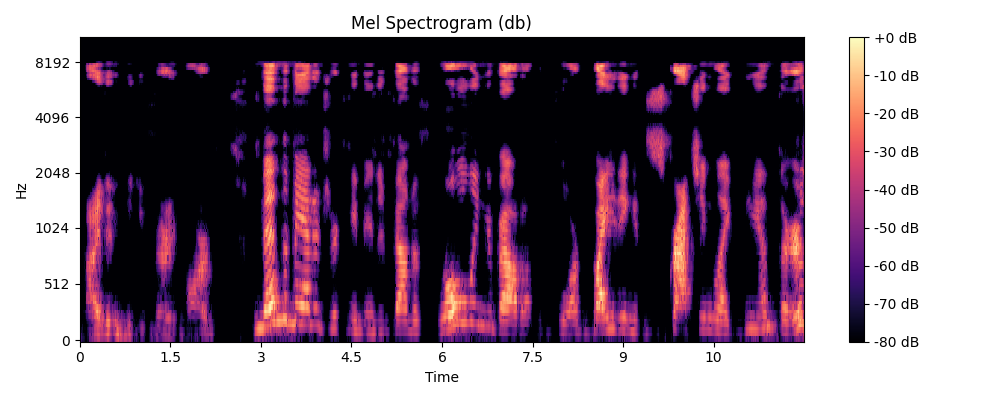 Mel Spectrogram (db)
8192
4096
2048
1024
512
0
Hz
0 1.5 3 4.5 6 7.5 9 10
Time
+0 dB
-10 dB
-20 dB
-30 dB
-40 dB
-50 dB
-60 dB
-70 dB
-80 dB